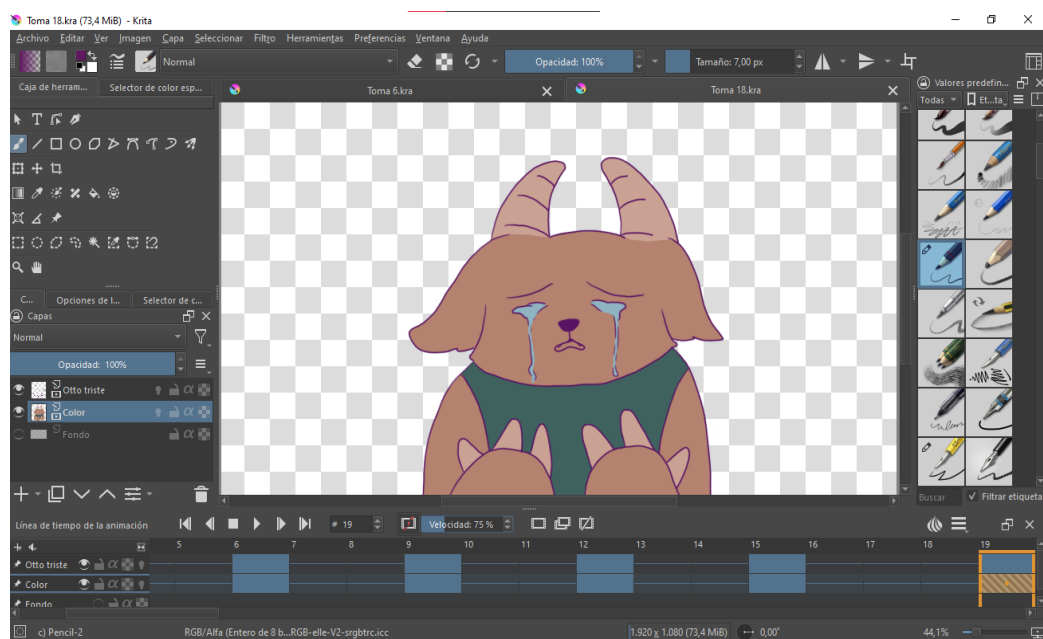 Toma 18.kra (73,4 MiB)  - Krita
Archivo Editar Ver Imagen Capa Seleccionar Filtro Herramientas Preferencias Ventana Ayuda
Normal Opacidad: 100% Tamaño: 7,00 px
Caja de herram... Selector de color esp... Toma 6.kra Toma 18.kra Valores predefin...
Todas Et...ta
C... Opciones de l... Selector de c...
Capas
Normal
Opacidad: 100%
Otto triste
Color
Fondo
Buscar Filtrar etiqueta
Línea de tiempo de la animación # 19 Velocidad: 75 %
5 6 7 8 9 10 11 12 13 14 15 16 17 18 19
Otto triste
Color
Fondo
c) Pencil-2 RGB/Alfa (Entero de 8 b...RGB-elle-V2-srgbtrc.icc 1.920 x 1.080 (73,4 MiB) 0,00° 44,1%